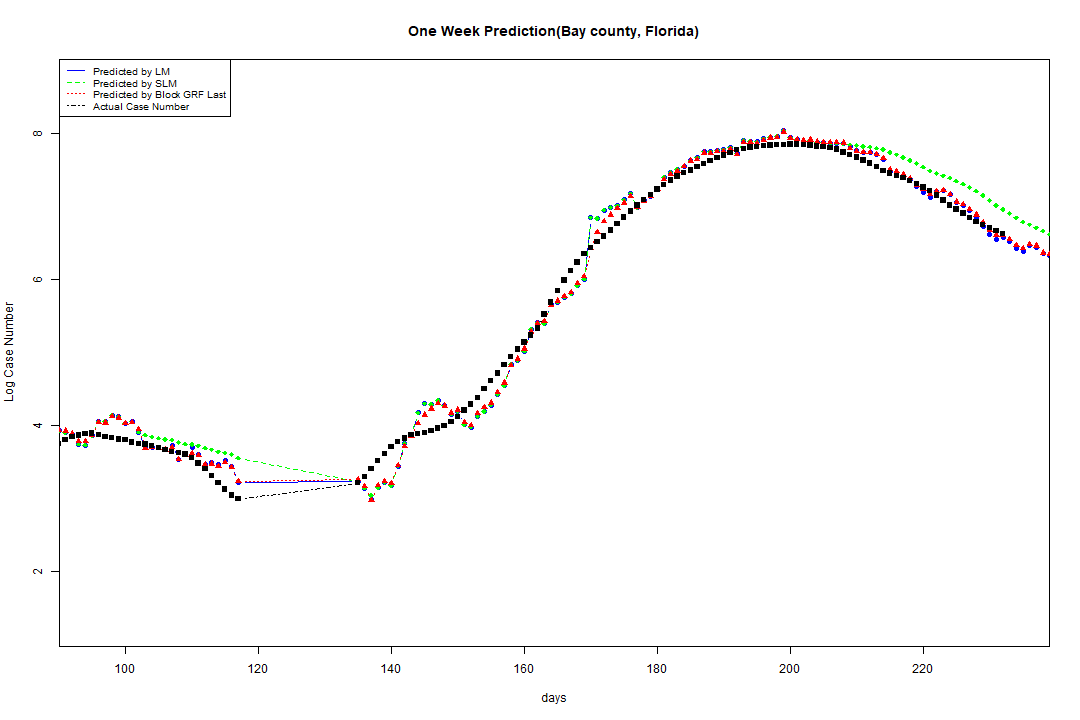 One Week Prediction(Bay county, Florida)
Predicted by LM
Predicted by SLM
Predicted by Block GRF Last
Actual Case Number
Log Case Number
8
6
4
2
100 120 140 160 180 200 220
days